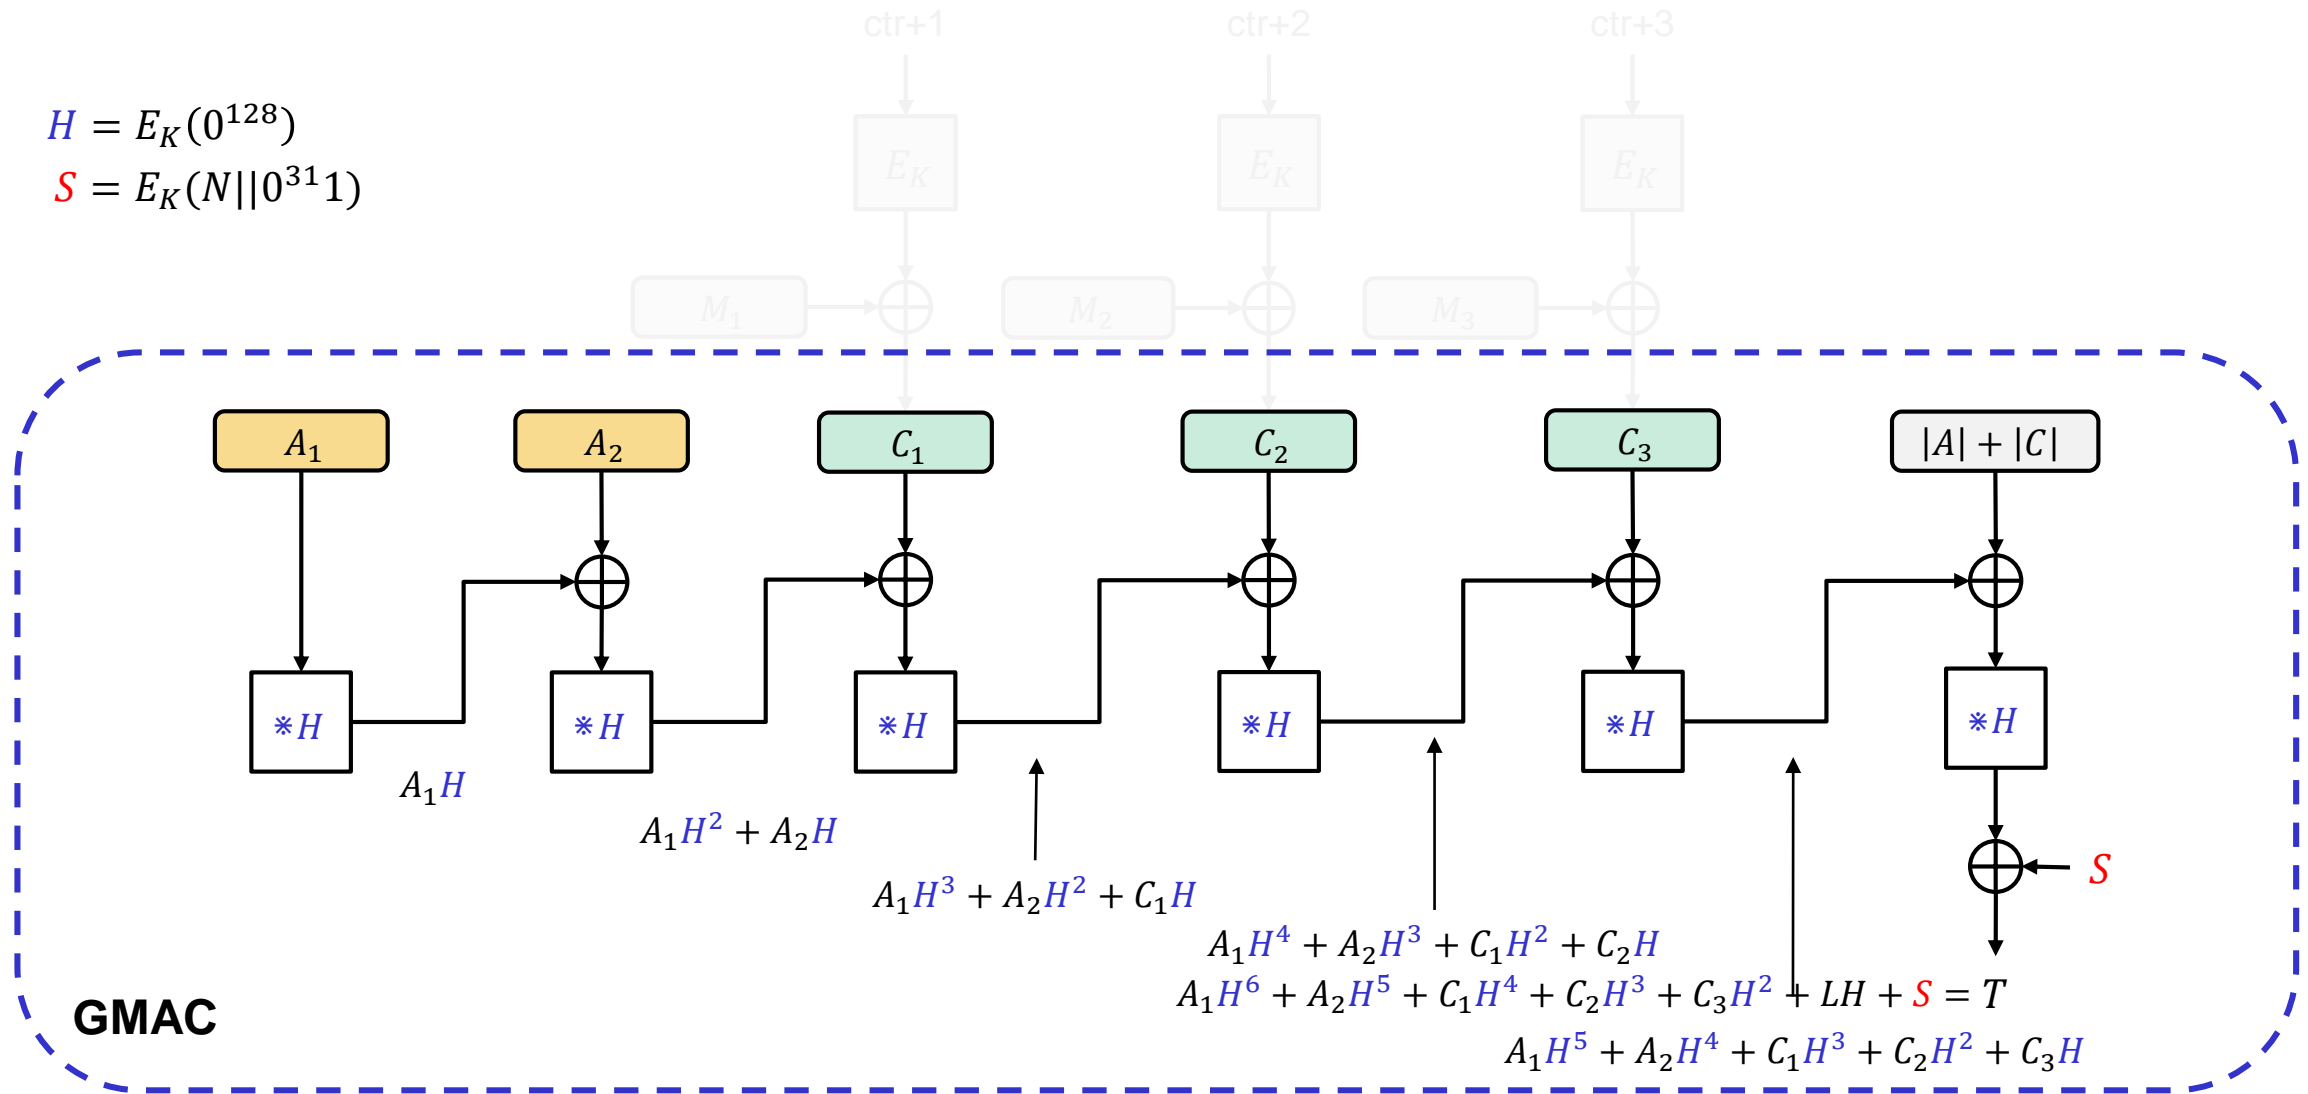 ctr+1 ctr+2 ctr+3
H = E_K(0^128)
S = E_K(N||0^31 1)
E_K E_K E_K
M_1 M_2 M_3
A_1 A_2 C_1 C_2 C_3 |A| + |C|
※H ※H ※H ※H ※H ※H
A_1H
A_1H^2 + A_2H
S
A_1H^3 + A_2H^2 + C_1H
A_1H^4 + A_2H^3 + C_1H^2 + C_2H
A_1H^6 + A_2H^5 + C_1H^4 + C_2H^3 + C_3H^2 + LH + S = T
GMAC
A_1H^5 + A_2H^4 + C_1H^3 + C_2H^2 + C_3H